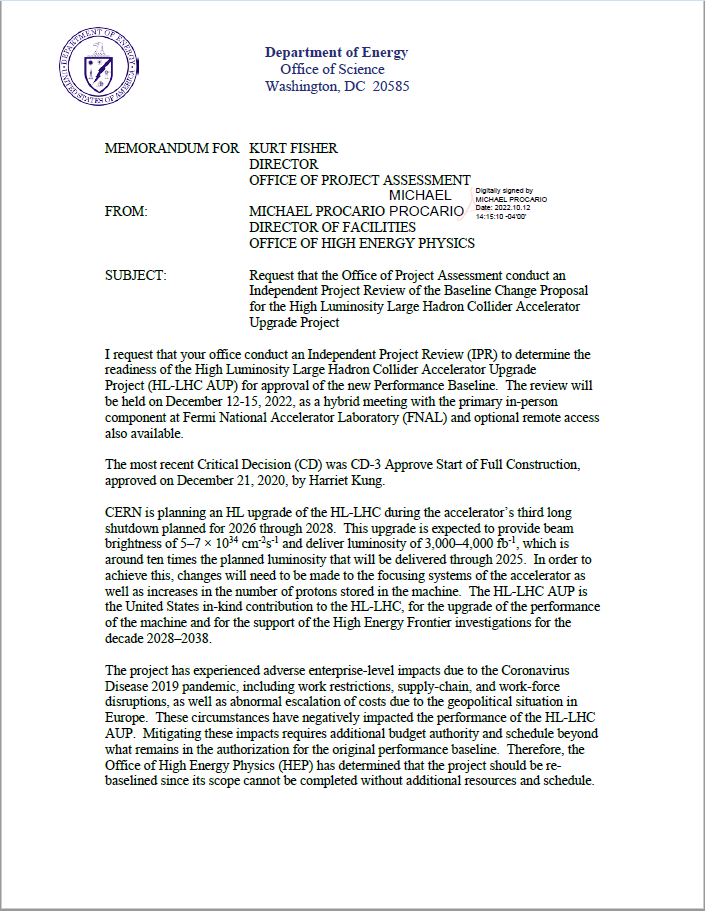 DEPARTMENT OF ENERGY
UNITED STATES OF AMERICA
Department of Energy
Office of Science
Washington, DC 20585
MEMORANDUM FOR KURT FISHER
DIRECTOR
OFFICE OF PROJECT ASSESSMENT
FROM: MICHAEL PROCARIO
MICHAEL
PROCARIO
Digitally signed by
MICHAEL PROCARIO
Date: 2022.10.12
14:15:10 -04'00'
DIRECTOR OF FACILITIES
OFFICE OF HIGH ENERGY PHYSICS
SUBJECT: Request that the Office of Project Assessment conduct an
Independent Project Review of the Baseline Change Proposal
for the High Luminosity Large Hadron Collider Accelerator
Upgrade Project
I request that your office conduct an Independent Project Review (IPR) to determine the
readiness of the High Luminosity Large Hadron Collider Accelerator Upgrade
Project (HL-LHC AUP) for approval of the new Performance Baseline. The review will
be held on December 12-15, 2022, as a hybrid meeting with the primary in-person
component at Fermi National Accelerator Laboratory (FNAL) and optional remote access
also available.
The most recent Critical Decision (CD) was CD-3 Approve Start of Full Construction,
approved on December 21, 2020, by Harriet Kung.
CERN is planning an HL upgrade of the HL-LHC during the accelerator's third long
shutdown planned for 2026 through 2028. This upgrade is expected to provide beam
brightness of 5–7 × 10³⁴ cm⁻²s⁻¹ and deliver luminosity of 3,000–4,000 fb⁻¹, which is
around ten times the planned luminosity that will be delivered through 2025. In order to
achieve this, changes will need to be made to the focusing systems of the accelerator as
well as increases in the number of protons stored in the machine. The HL-LHC AUP is
the United States in-kind contribution to the HL-LHC, for the upgrade of the performance
of the machine and for the support of the High Energy Frontier investigations for the
decade 2028–2038.
The project has experienced adverse enterprise-level impacts due to the Coronavirus
Disease 2019 pandemic, including work restrictions, supply-chain, and work-force
disruptions, as well as abnormal escalation of costs due to the geopolitical situation in
Europe. These circumstances have negatively impacted the performance of the HL-LHC
AUP. Mitigating these impacts requires additional budget authority and schedule beyond
what remains in the authorization for the original performance baseline. Therefore, the
Office of High Energy Physics (HEP) has determined that the project should be re-
baselined since its scope cannot be completed without additional resources and schedule.